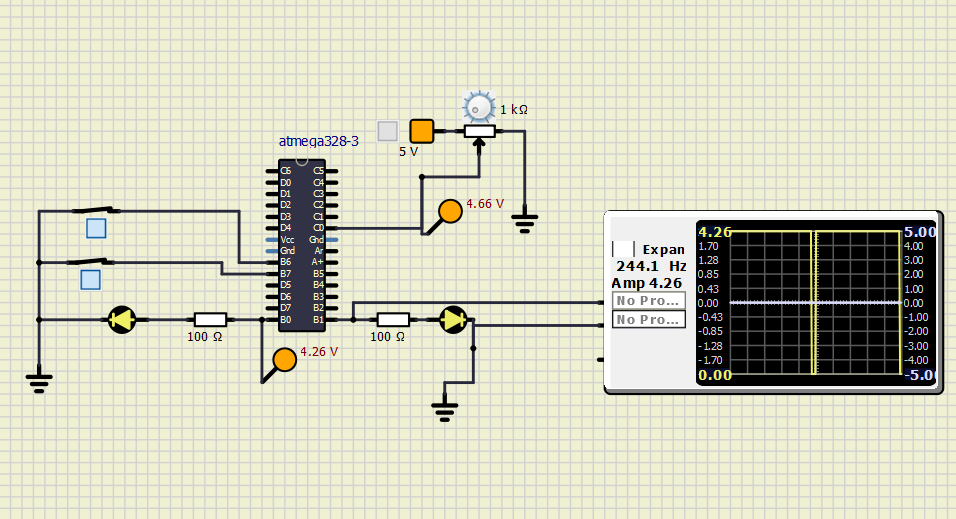 1 kΩ
atmega328-3
5 V
C6 C5
D0 C4
D1 C3
D2 C2
D3 C1
D4 C0
Vcc Gnd
Gnd Ar
B6 A+
B7 B5
D5 B4
D6 B3
D7 B2
B0 B1
4.66 V
100 Ω
100 Ω
4.26 V
Expan
244.1 Hz
Amp 4.26
No Pro...
No Pro...
4.26 5.00
1.70 4.00
1.28 3.00
0.85 2.00
0.43 1.00
0.00 0.00
-0.43 -1.00
-0.85 -2.00
-1.28 -3.00
-1.70 -4.00
0.00 -5.00